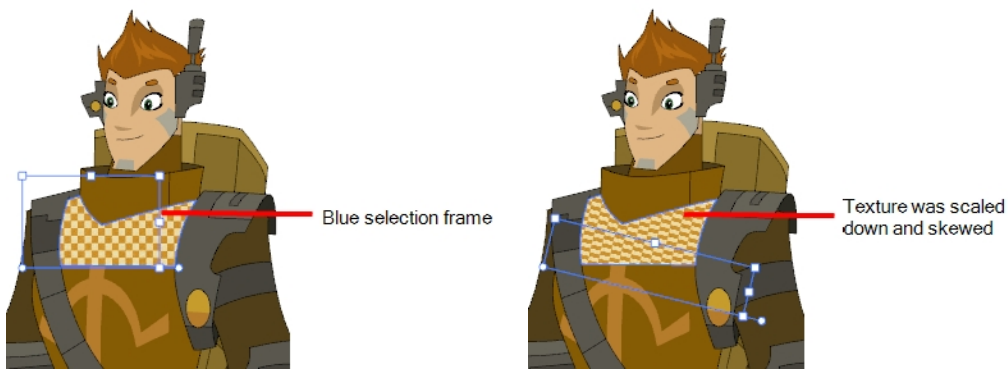 Blue selection frame
Texture was scaled
down and skewed